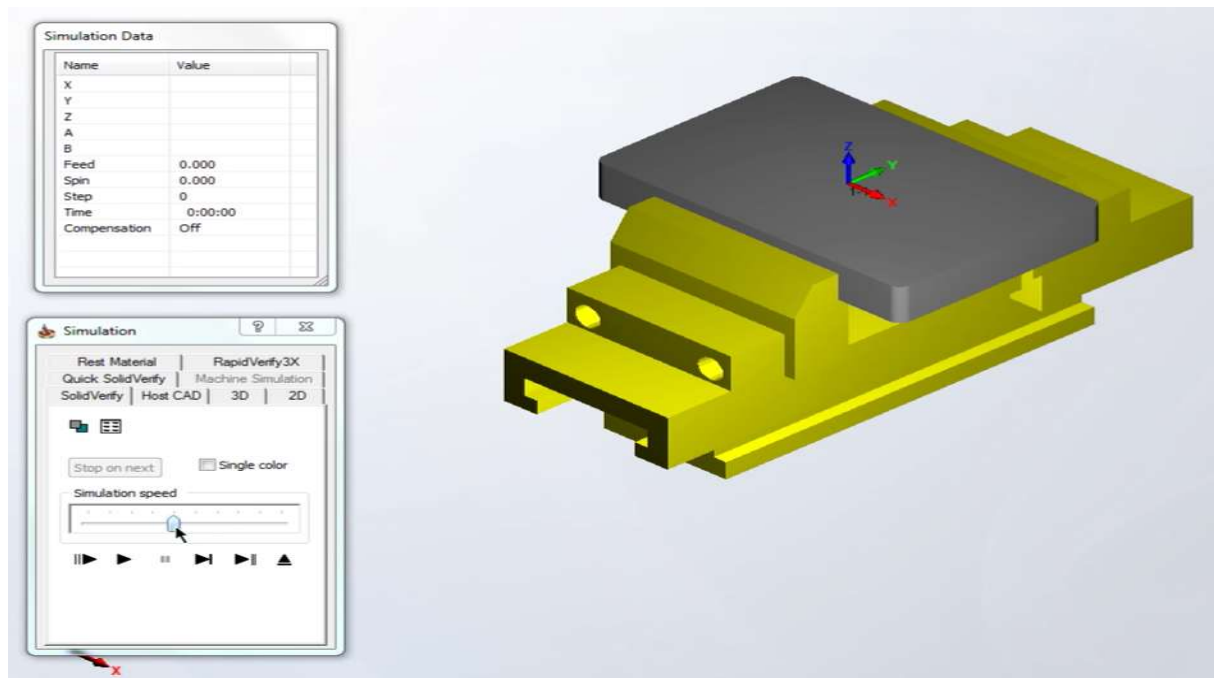 Simulation Data
Name Value
X
Y
Z
A
B
Feed 0.000
Spin 0.000
Step 0
Time 0:00:00
Compensation Off
Simulation
Rest Material RapidVerify3X
Quick SolidVerify Machine Simulation
SolidVerify Host CAD 3D 2D
Stop on next Single color
Simulation speed
Z
Y
X
X